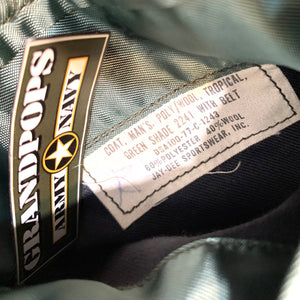 GRANDPOPS
ARMY NAVY
COAT, MAN'S, POLY/WOOL, TROPICAL,
GREEN SHADE 2241 WITH BELT
DSA100-77-C-1243
60%POLYESTER 40%WOOL
JAY-DEE SPORTSWEAR, INC.